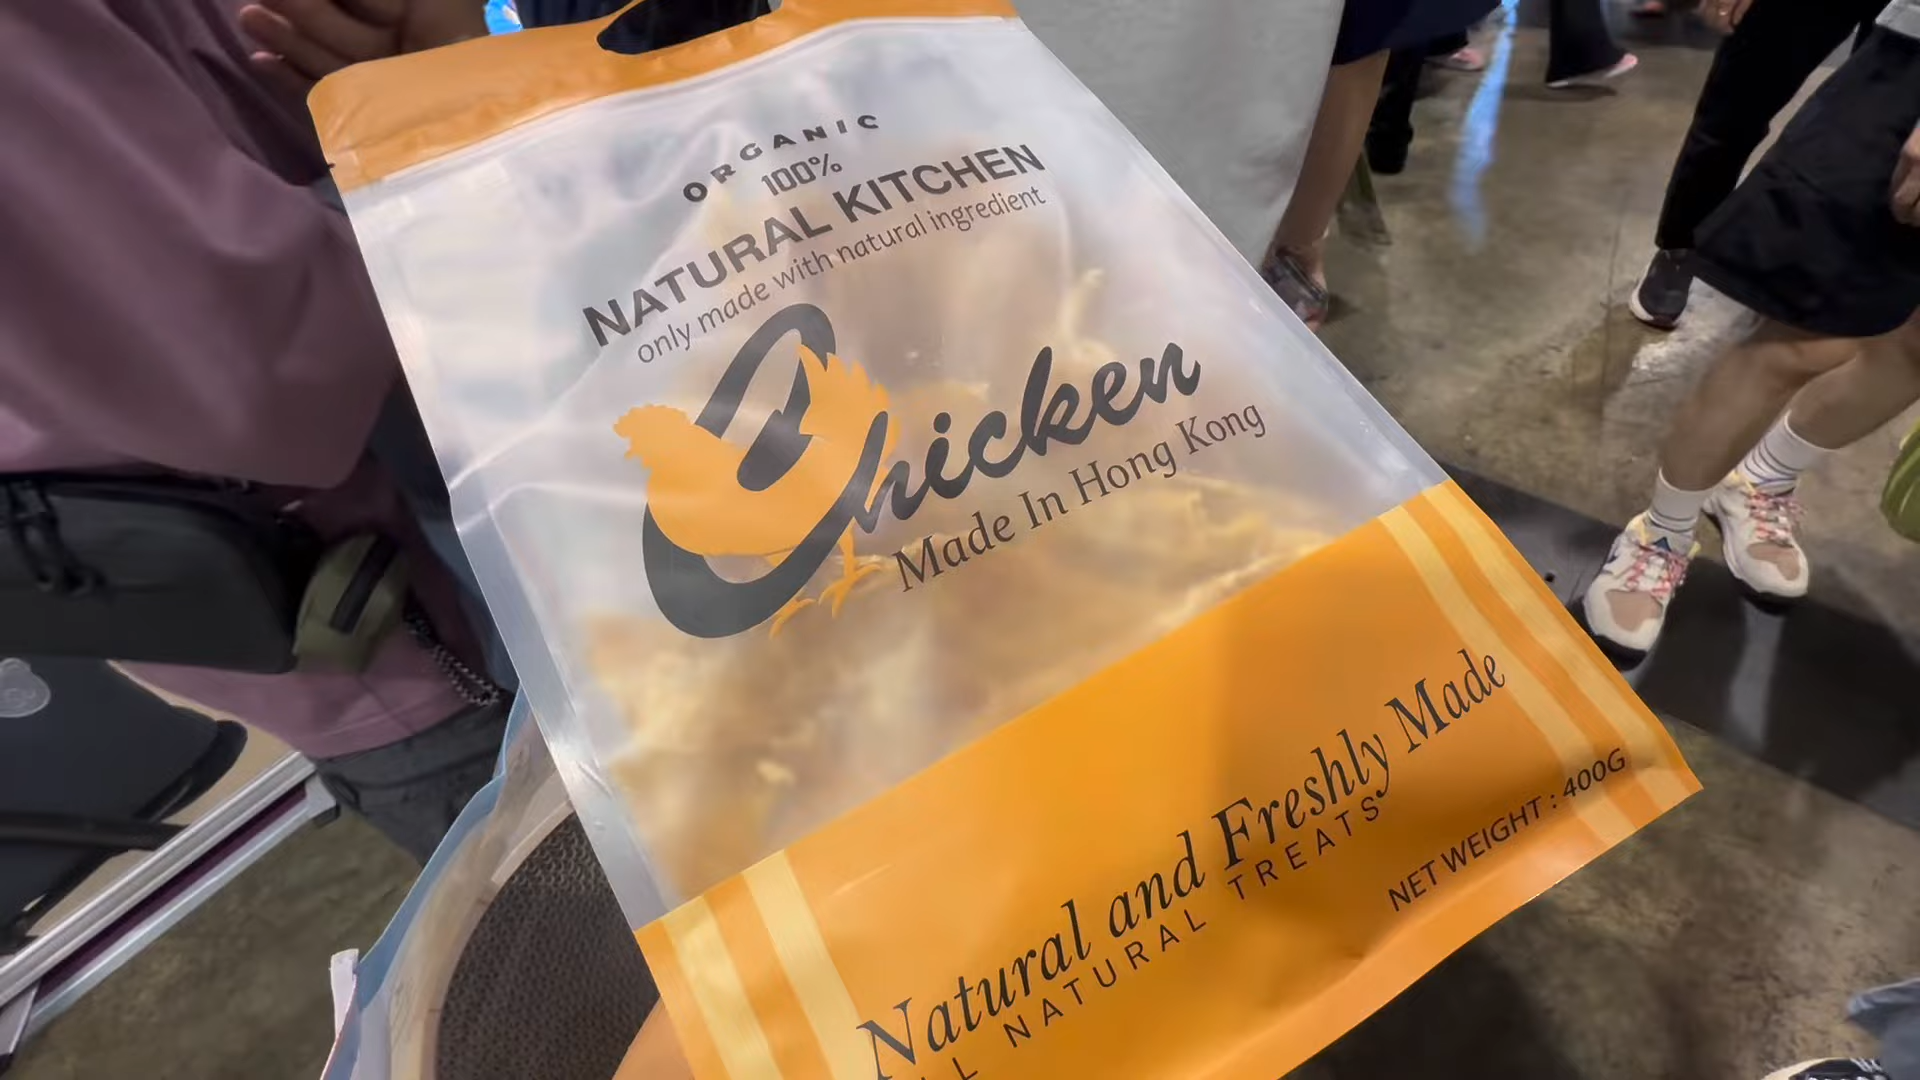 ORGANIC
100%
NATURAL KITCHEN
only made with natural ingredient
Chicken
Made In Hong Kong
Natural and Freshly Made
ALL NATURAL TREATS
NET WEIGHT : 400G